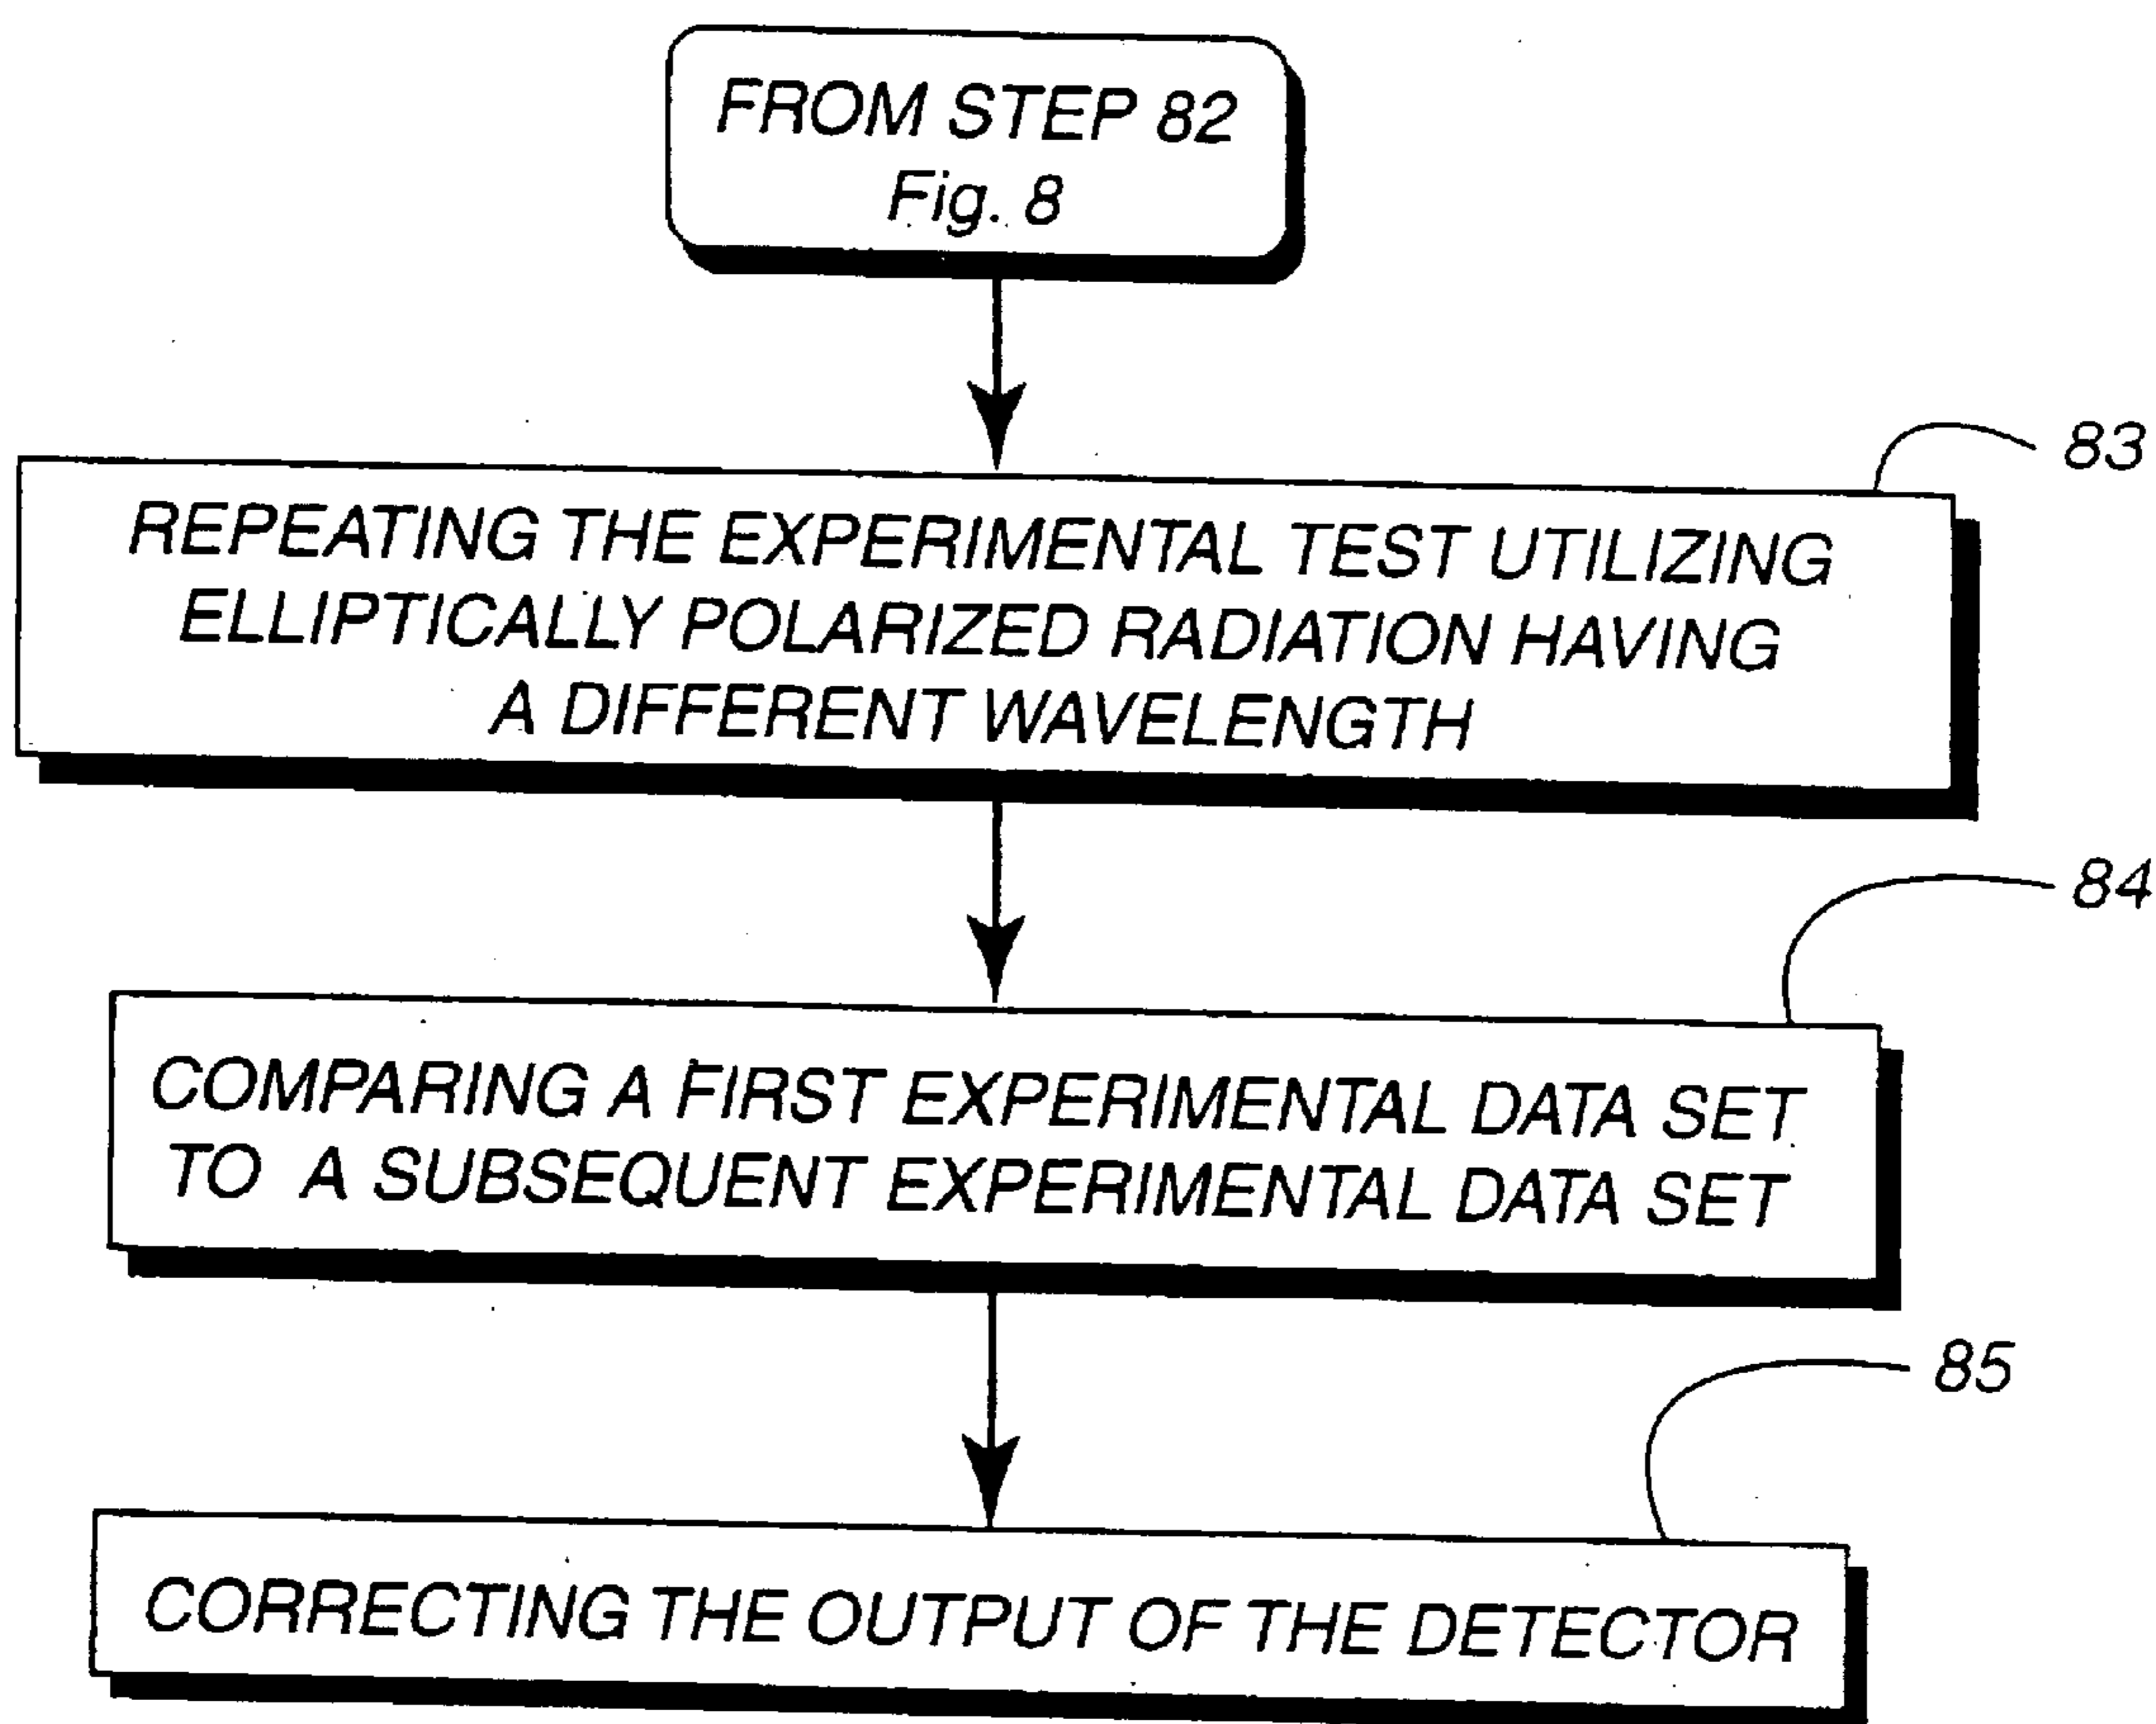 FROM STEP 82
Fig. 8
83
REPEATING THE EXPERIMENTAL TEST UTILIZING
ELLIPTICALLY POLARIZED RADIATION HAVING
A DIFFERENT WAVELENGTH
84
COMPARING A FIRST EXPERIMENTAL DATA SET
TO A SUBSEQUENT EXPERIMENTAL DATA SET
85
CORRECTING THE OUTPUT OF THE DETECTOR